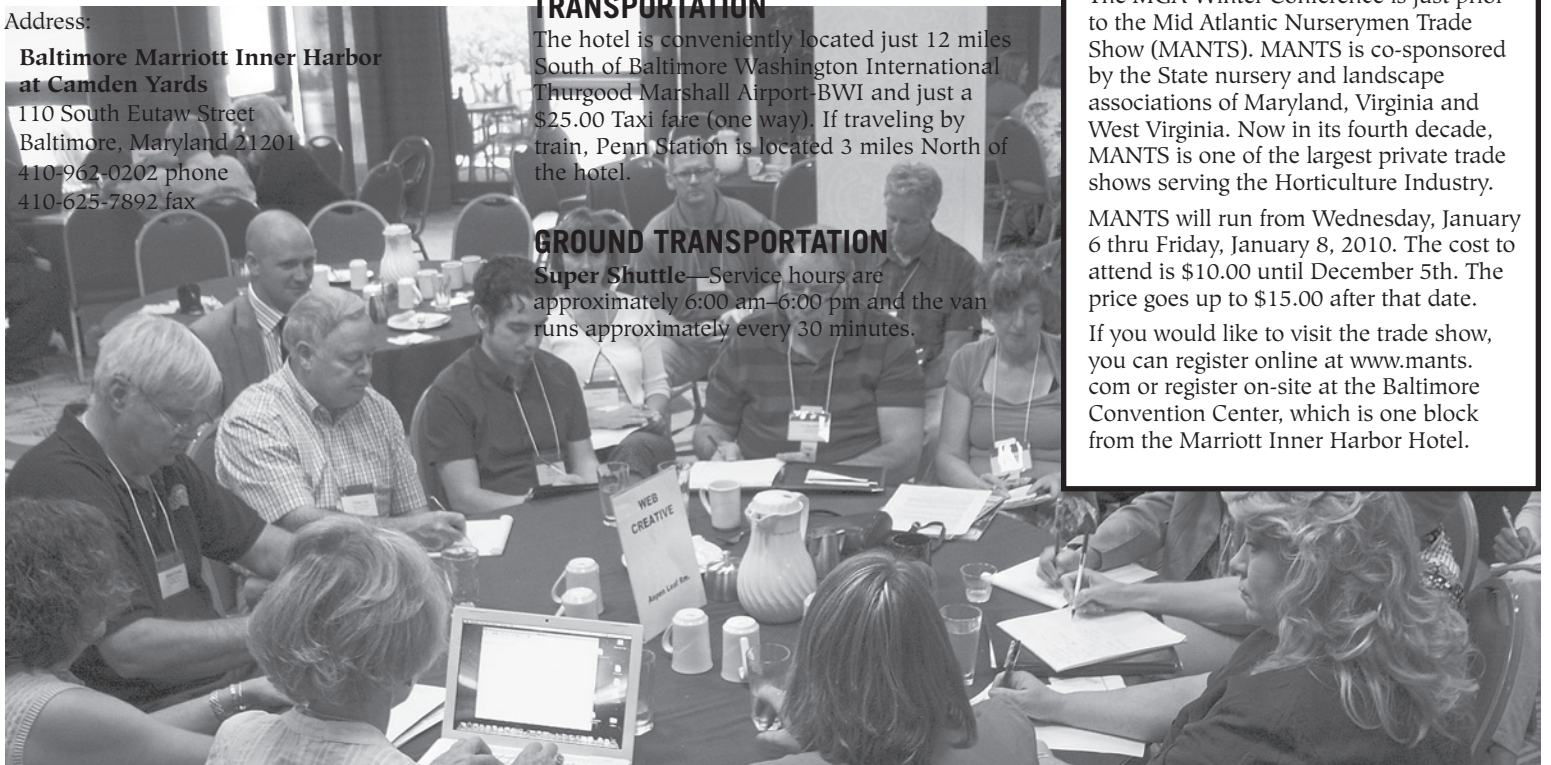 Address:
Baltimore Marriott Inner Harbor
at Camden Yards
110 South Eutaw Street
Baltimore, Maryland 21201
410-962-0202 phone
410-625-7892 fax
TRANSPORTATION
The hotel is conveniently located just 12 miles
South of Baltimore Washington International
Thurgood Marshall Airport-BWI and just a
$25.00 Taxi fare (one way). If traveling by
train, Penn Station is located 3 miles North of
the hotel.
GROUND TRANSPORTATION
Super Shuttle—Service hours are
approximately 6:00 am–6:00 pm and the van
runs approximately every 30 minutes.
The MGA Winter Conference is just prior
to the Mid Atlantic Nurserymen Trade
Show (MANTS). MANTS is co-sponsored
by the State nursery and landscape
associations of Maryland, Virginia and
West Virginia. Now in its fourth decade,
MANTS is one of the largest private trade
shows serving the Horticulture Industry.
MANTS will run from Wednesday, January
6 thru Friday, January 8, 2010. The cost to
attend is $10.00 until December 5th. The
price goes up to $15.00 after that date.
If you would like to visit the trade show,
you can register online at www.mants.
com or register on-site at the Baltimore
Convention Center, which is one block
from the Marriott Inner Harbor Hotel.
WEB
CREATIVE
Aspen Leaf Rm.